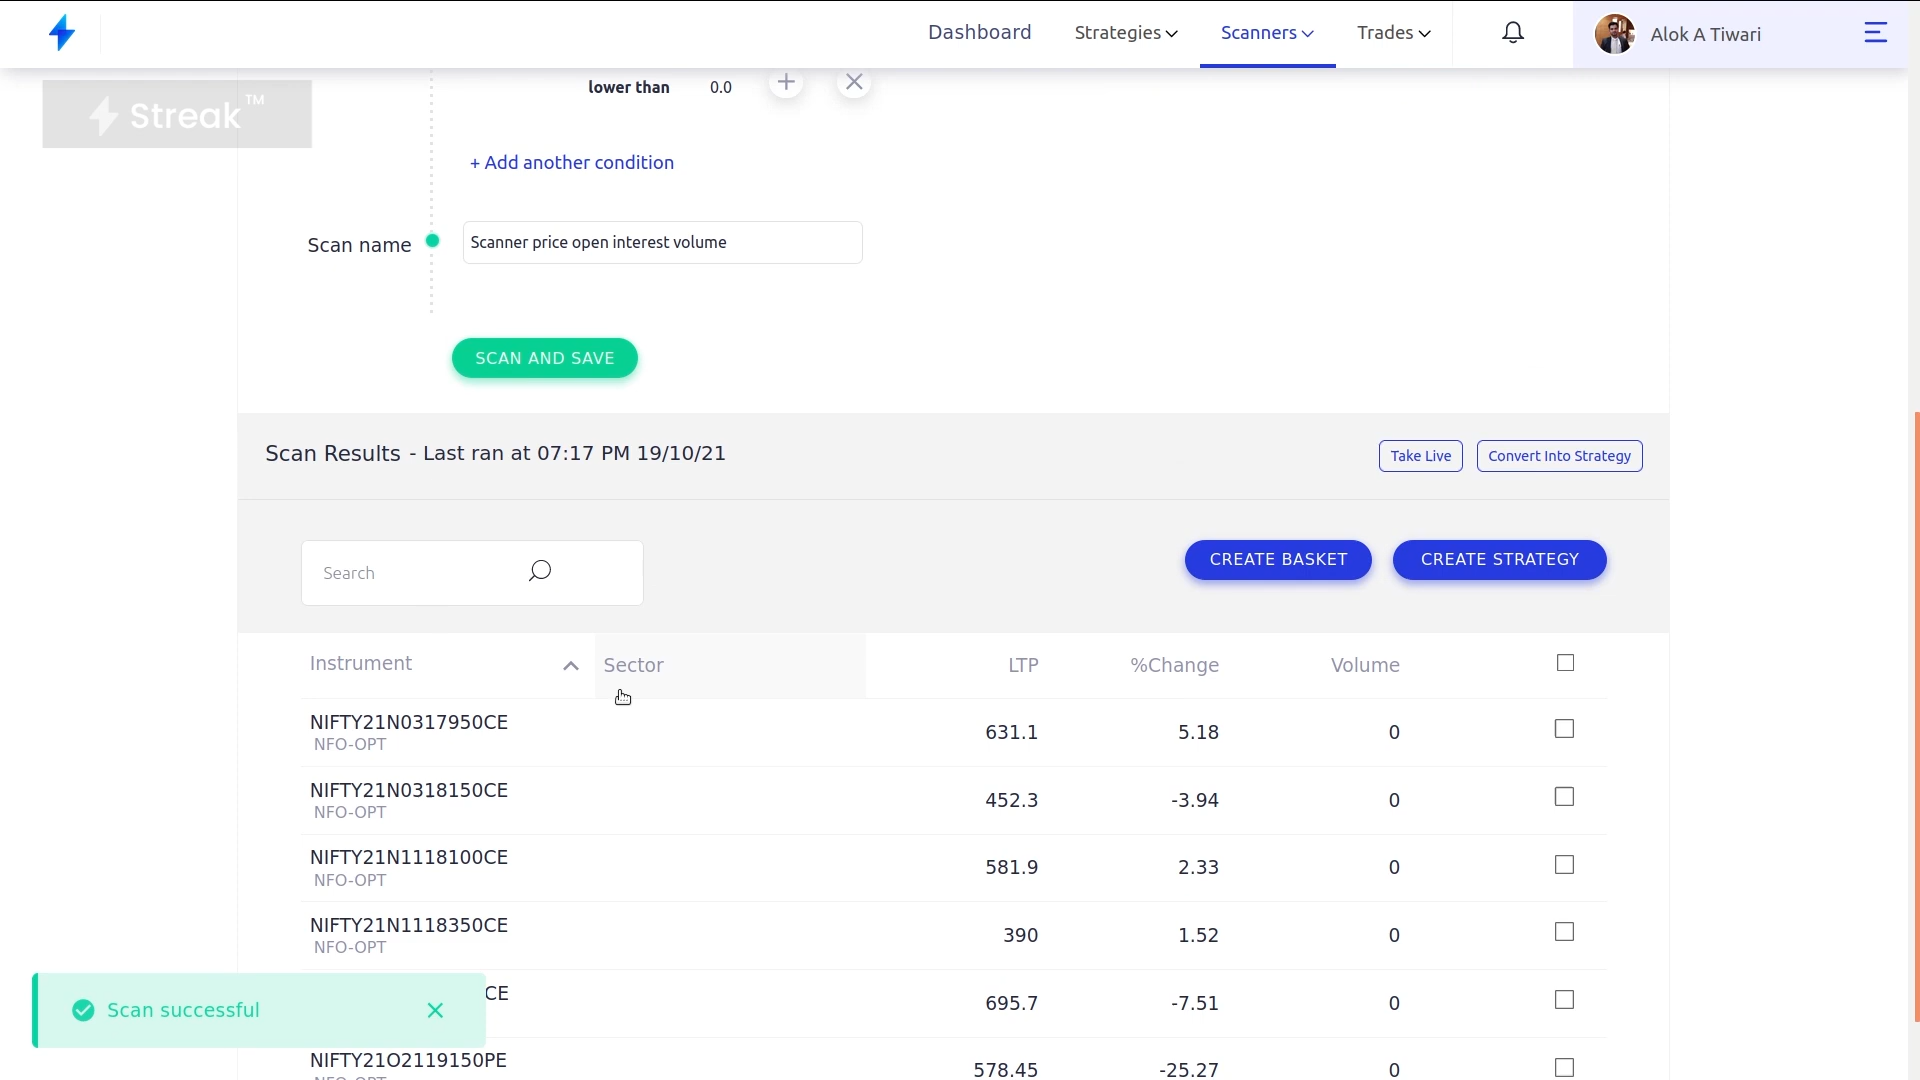 Dashboard Strategies Scanners Trades Alok A Tiwari
Streak™
lower than 0.0
+ Add another condition
Scan name Scanner price open interest volume
SCAN AND SAVE
Scan Results - Last ran at 07:17 PM 19/10/21 Take Live Convert Into Strategy
Search CREATE BASKET CREATE STRATEGY
Instrument Sector LTP %Change Volume
NIFTY21N0317950CE 631.1 5.18 0
NFO-OPT
NIFTY21N0318150CE 452.3 -3.94 0
NFO-OPT
NIFTY21N1118100CE 581.9 2.33 0
NFO-OPT
NIFTY21N1118350CE 390 1.52 0
NFO-OPT
CE 695.7 -7.51 0
Scan successful
NIFTY21O2119150PE 578.45 -25.27 0